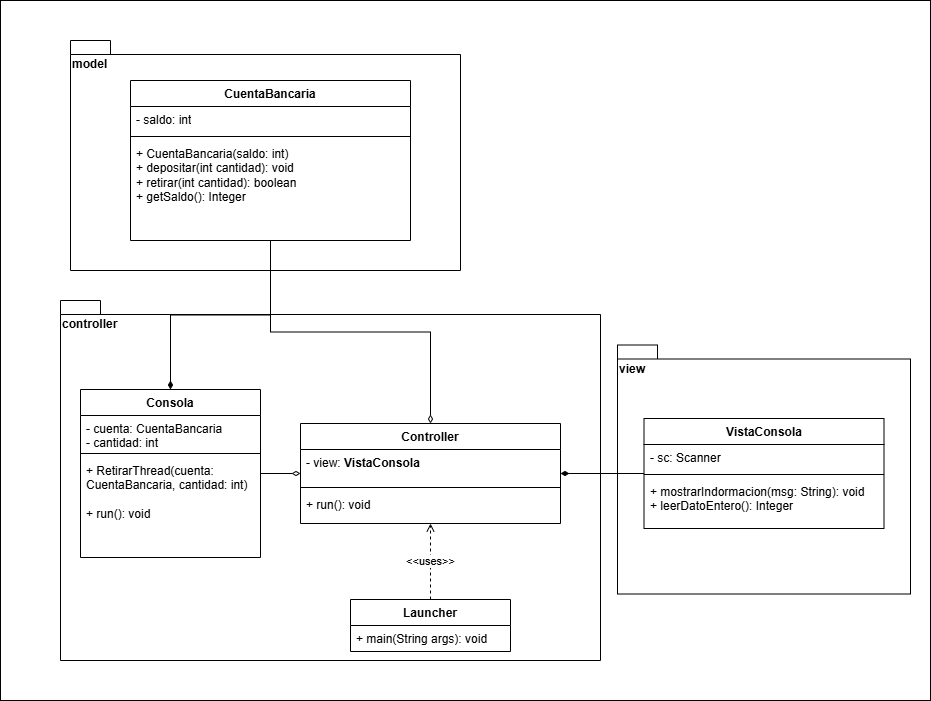 model
CuentaBancaria
- saldo: int
+ CuentaBancaria(saldo: int)
+ depositar(int cantidad): void
+ retirar(int cantidad): boolean
+ getSaldo(): Integer
controller
Consola
- cuenta: CuentaBancaria
- cantidad: int
+ RetirarThread(cuenta:
CuentaBancaria, cantidad: int)
+ run(): void
Controller
- view: VistaConsola
+ run(): void
<<uses>>
Launcher
+ main(String args): void
view
VistaConsola
- sc: Scanner
+ mostrarIndormacion(msg: String): void
+ leerDatoEntero(): Integer